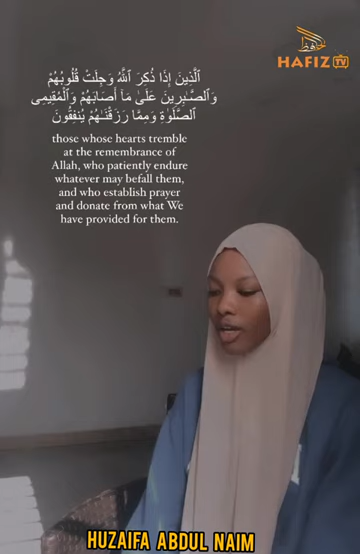 حافظ
HAFIZ TV
ٱلَّذِينَ إِذَا ذُكِرَ ٱللَّهُ وَجِلَتْ قُلُوبُهُمْ
وَٱلصَّـٰبِرِينَ عَلَىٰ مَآ أَصَابَهُمْ وَٱلْمُقِيمِى
ٱلصَّلَوٰةِ وَمِمَّا رَزَقْنَـٰهُمْ يُنفِقُونَ
those whose hearts tremble
at the remembrance of
Allah, who patiently endure
whatever may befall them,
and who establish prayer
and donate from what We
have provided for them.
HUZAIFA ABDUL NAIM